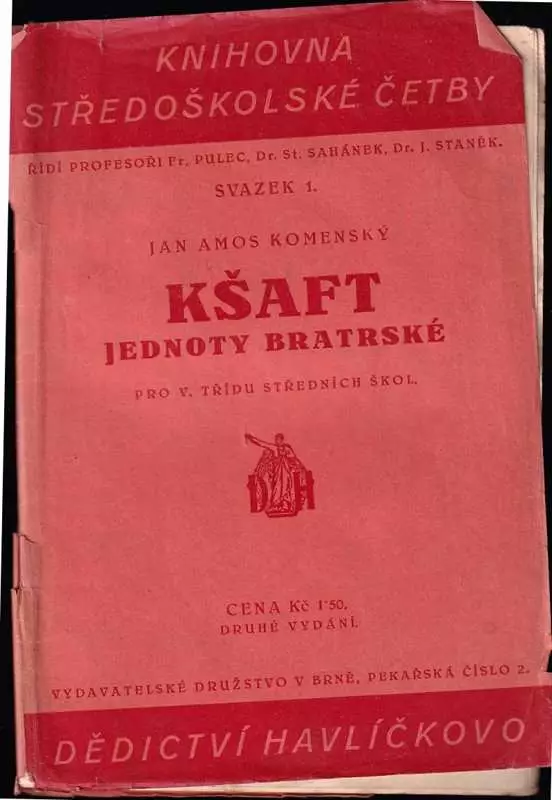 KNIHOVNA
STŘEDOŠKOLSKÉ ČETBY
ŘÍDÍ PROFESOŘI Fr. PULEC, Dr. St. SAHÁNEK, Dr. J. STANĚK.
SVAZEK 1.
JAN AMOS KOMENSKÝ
KŠAFT
JEDNOTY BRATRSKÉ
PRO V. TŘÍDU STŘEDNÍCH ŠKOL.
D H
CENA Kč 1·50.
DRUHÉ VYDÁNÍ.
VYDAVATELSKÉ DRUŽSTVO V BRNĚ, PEKAŘSKÁ ČÍSLO 2.
DĚDICTVÍ HAVLÍČKOVO